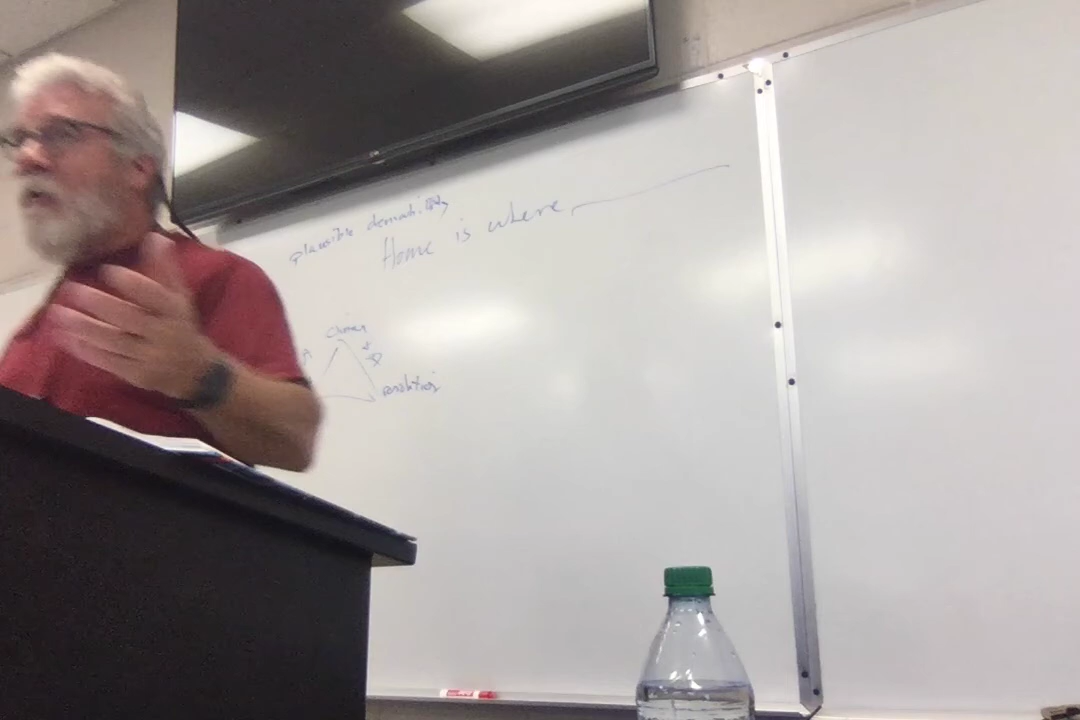 plausible deniability
Home is where
climax
resolution